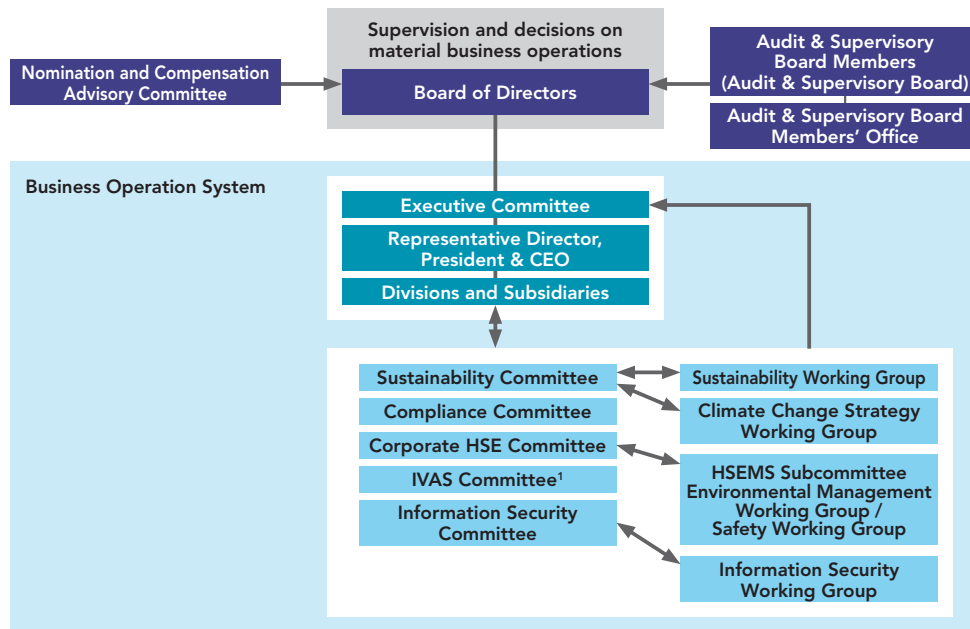 Supervision and decisions on
material business operations
Nomination and Compensation
Advisory Committee
Board of Directors
Audit & Supervisory
Board Members
(Audit & Supervisory Board)
Audit & Supervisory Board
Members’ Office
Business Operation System
Executive Committee
Representative Director,
President & CEO
Divisions and Subsidiaries
Sustainability Committee
Compliance Committee
Corporate HSE Committee
IVAS Committee¹
Information Security
Committee
Sustainability Working Group
Climate Change Strategy
Working Group
HSEMS Subcommittee
Environmental Management
Working Group /
Safety Working Group
Information Security
Working Group